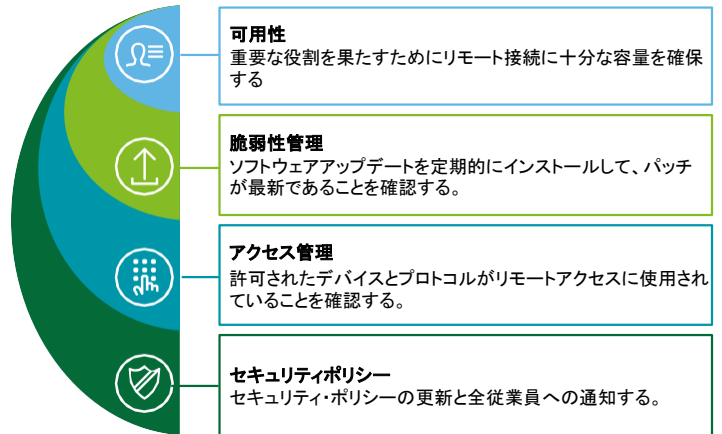 可用性
重要な役割を果たすためにリモート接続に十分な容量を確保
する
脆弱性管理
ソフトウェアアップデートを定期的にインストールして、パッチ
が最新であることを確認する。
アクセス管理
許可されたデバイスとプロトコルがリモートアクセスに使用され
ていることを確認する。
セキュリティポリシー
セキュリティ・ポリシーの更新と全従業員への通知する。